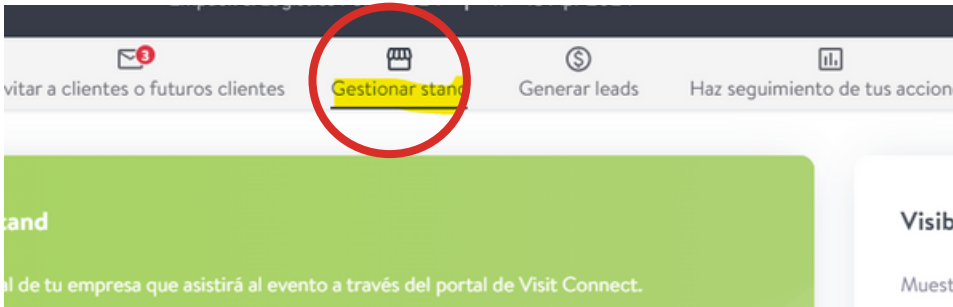 3
vitar a clientes o futuros clientes
Gestionar stand
Generar leads
Haz seguimiento de tus accion
tand
Visib
al de tu empresa que asistirá al evento a través del portal de Visit Connect.
Muest